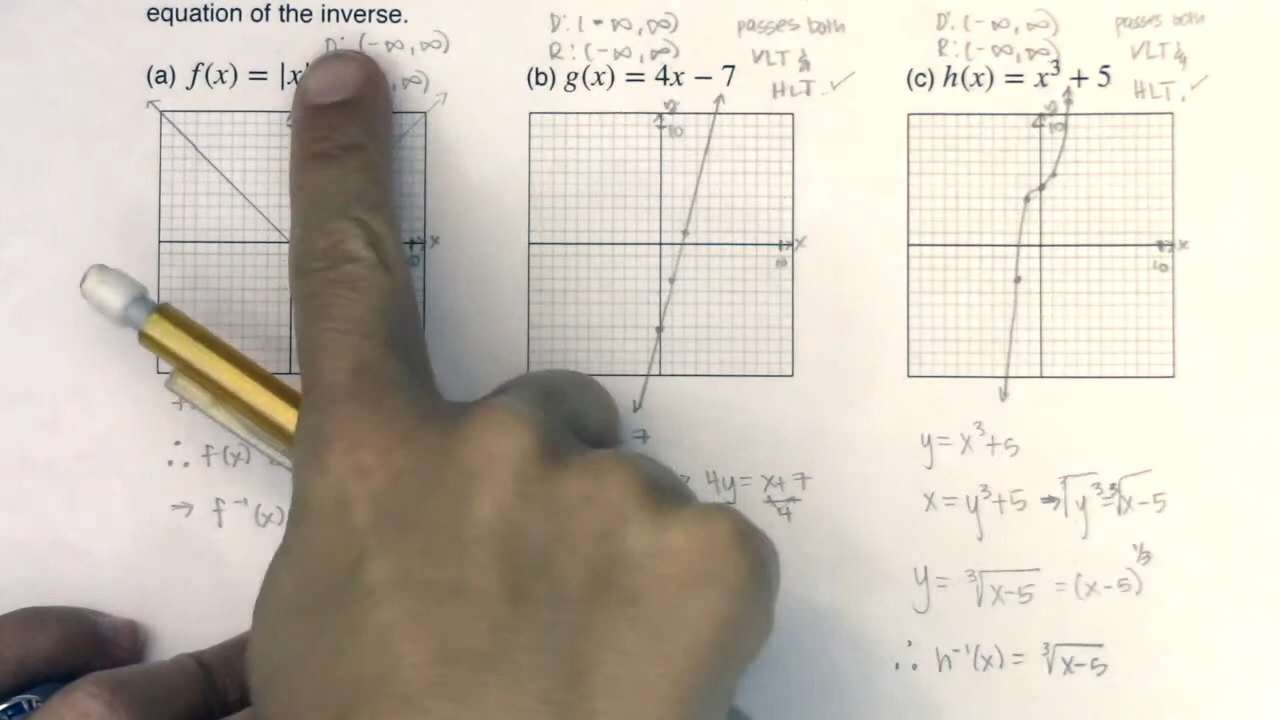 equation of the inverse.
D: (-∞, ∞)
, ∞)
(a) f(x) = |x
x
10
∴ f(x)
⇒ f⁻¹(x)
D: (-∞, ∞)
R: (-∞, ∞)
passes both
VLT &
HLT. ✓
(b) g(x) = 4x − 7
y
10
x
10
7
4y = x+7
4
D: (-∞, ∞)
R: (-∞, ∞)
passes both
VLT &
HLT. ✓
(c) h(x) = x³ + 5
y
10
x
10
y = x³+5
x = y³+5 ⇒ ∛y³ = ∛x-5
y = ∛x-5 = (x-5)^1/3
∴ h⁻¹(x) = ∛x-5